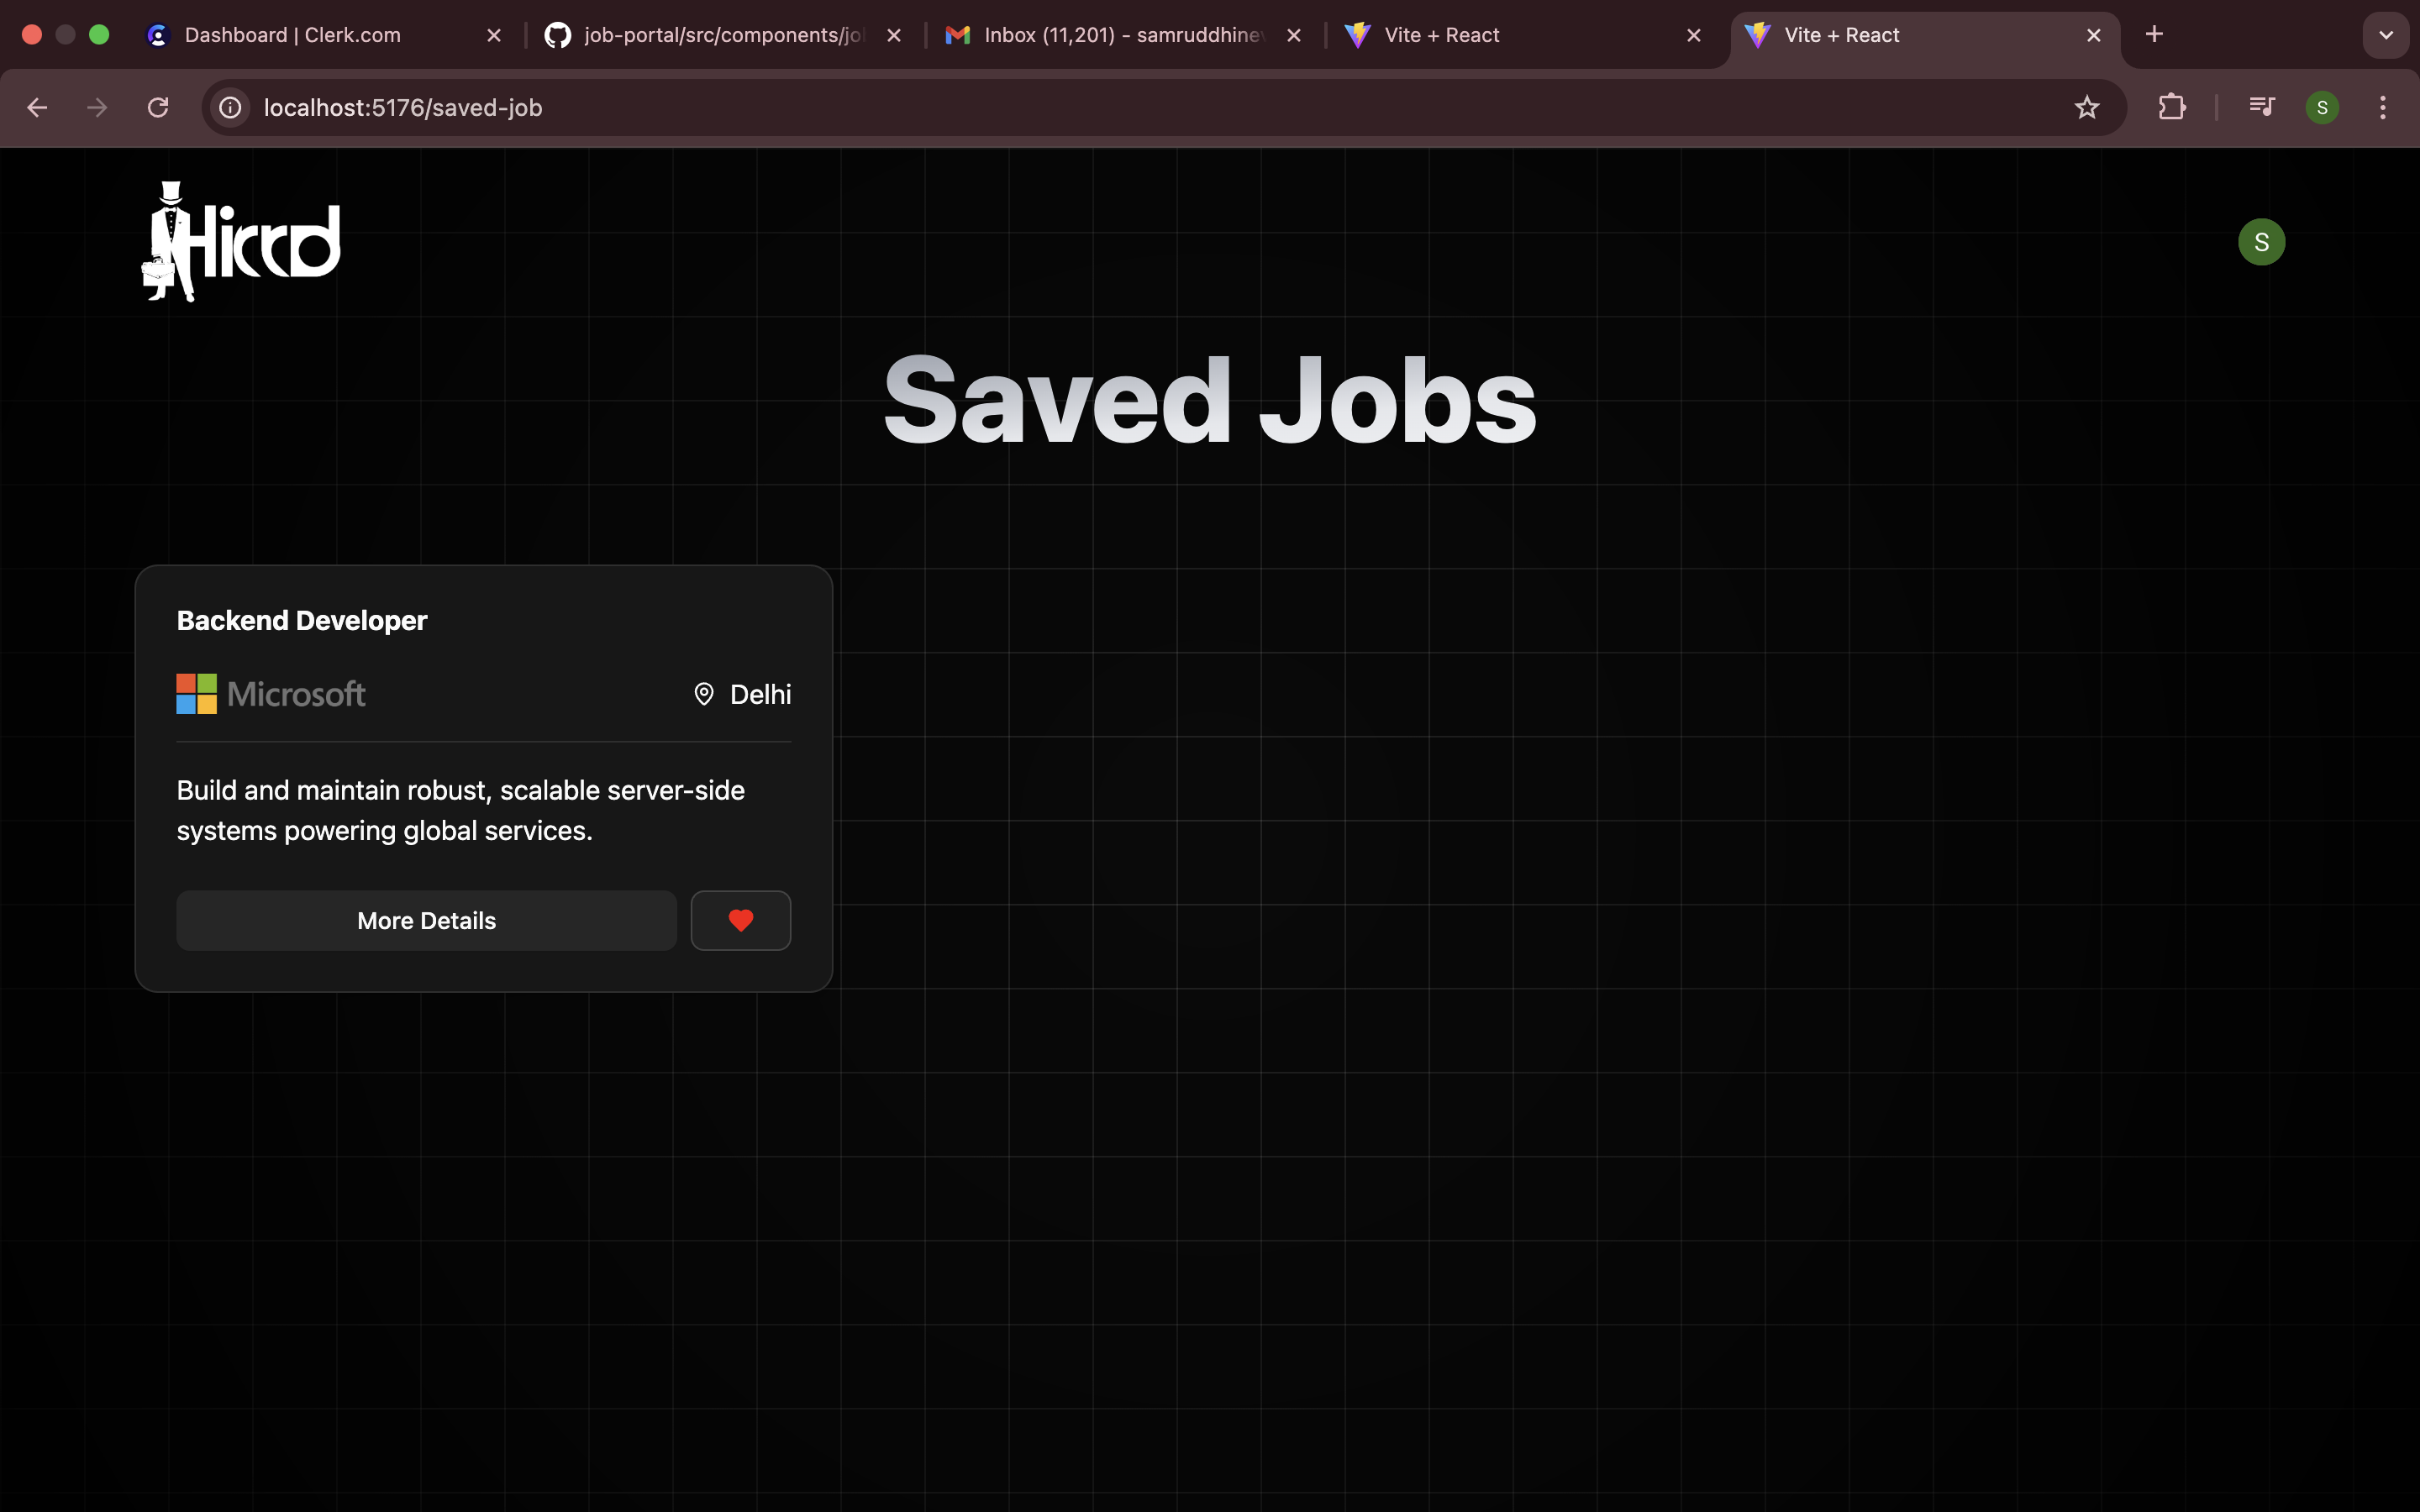 Dashboard | Clerk.com
job-portal/src/components/jo
Inbox (11,201) - samruddhine
Vite + React
Vite + React
localhost:5176/saved-job
S
Hirrd
S
Saved Jobs
Backend Developer
Microsoft
Delhi
Build and maintain robust, scalable server-side
systems powering global services.
More Details